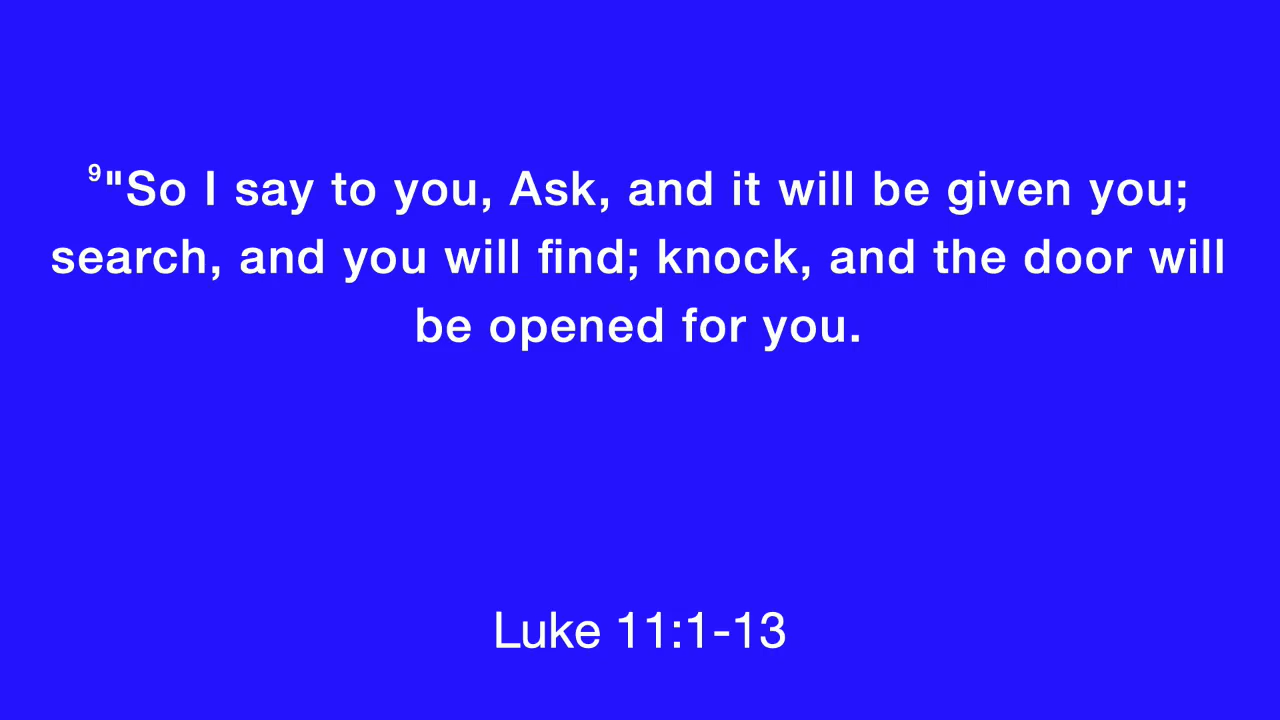 ⁹"So I say to you, Ask, and it will be given you;
search, and you will find; knock, and the door will
be opened for you.
Luke 11:1-13